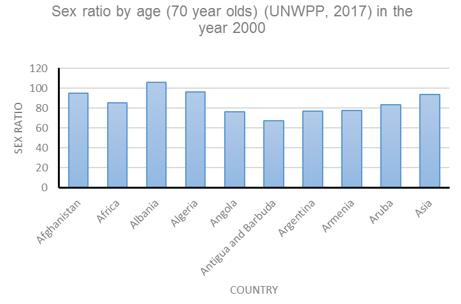 Sex ratio by age (70 year olds) (UNWPP, 2017) in the
year 2000
120
100
80
60
40
20
0
SEX RATIO
Afghanistan
Africa
Albania
Algeria
Angola
Antigua and Barbuda
Argentina
Armenia
Aruba
Asia
COUNTRY